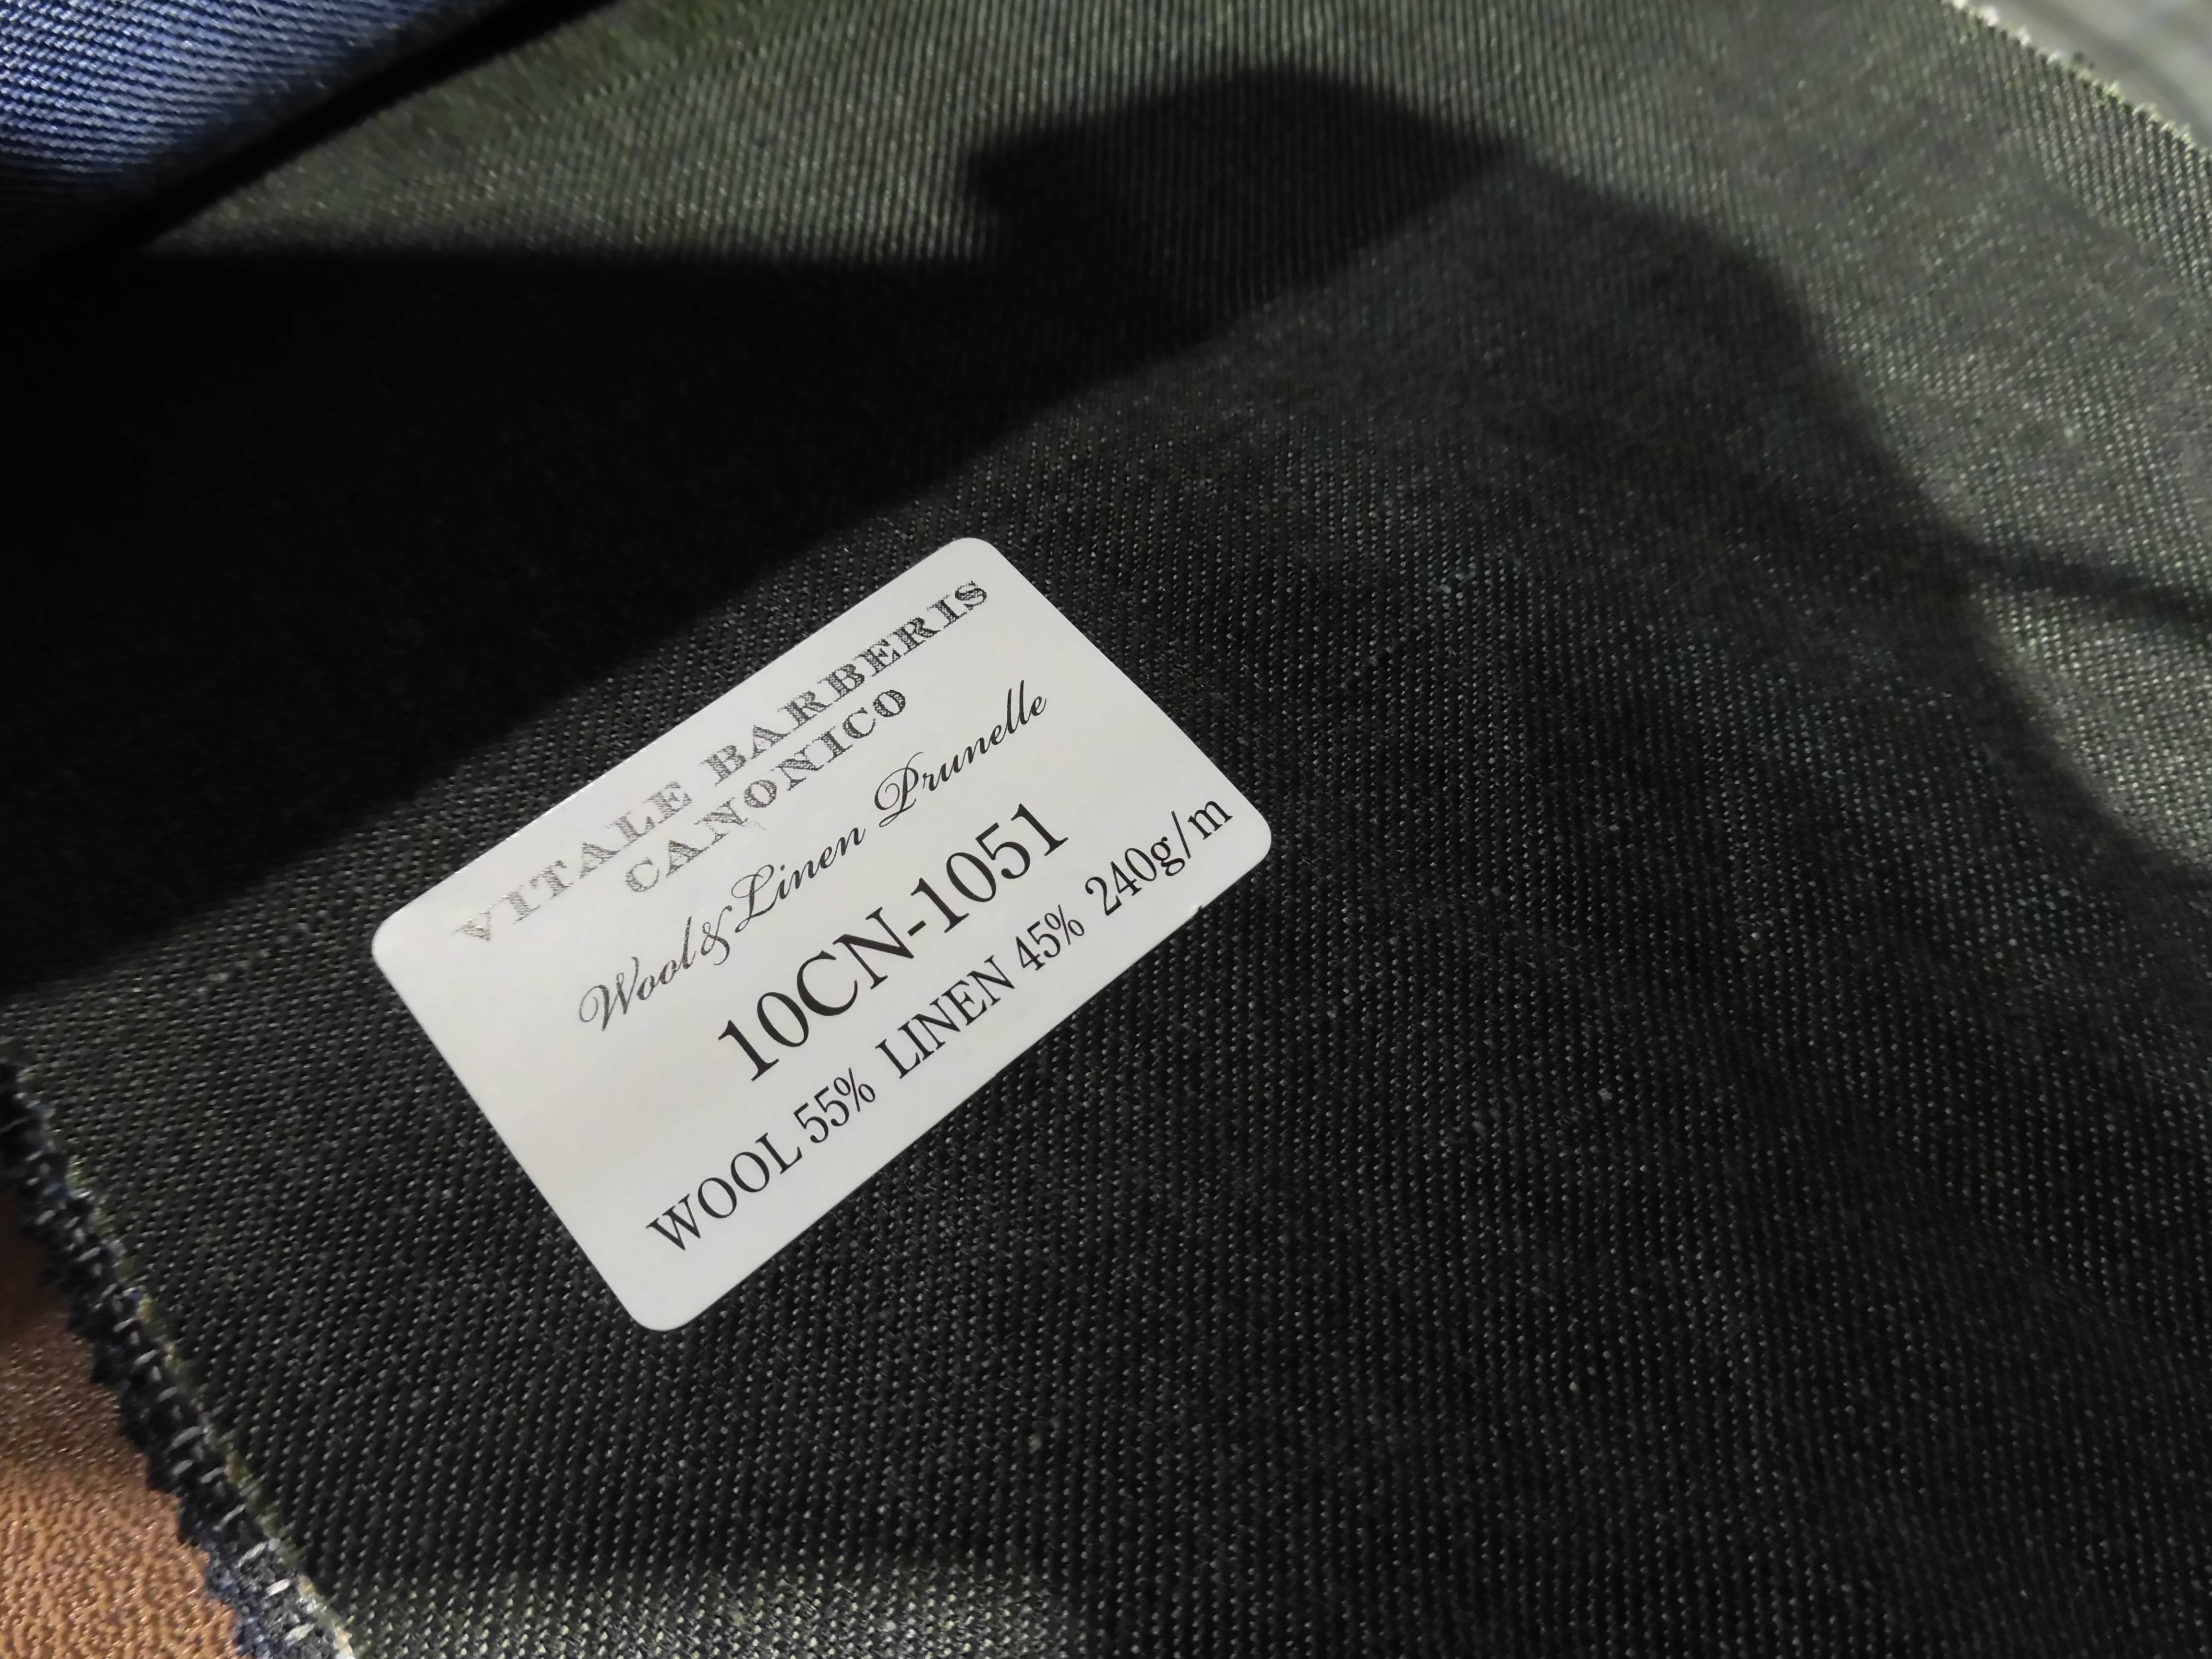 VITALE BARBERIS
CANONICO
Wool&Linen Prunelle
10CN-1051
WOOL 55% LINEN 45% 240g/m